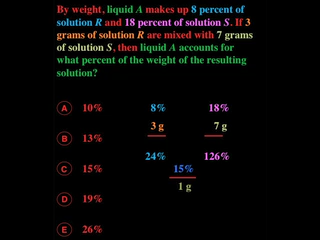 By weight, liquid A makes up 8 percent of
solution R and 18 percent of solution S. If 3
grams of solution R are mixed with 7 grams
of solution S, then liquid A accounts for
what percent of the weight of the resulting
solution?
A 10% 8% 18%
3 g 7 g
B 13%
24% 126%
C 15% 15%
1 g
D 19%
E 26%